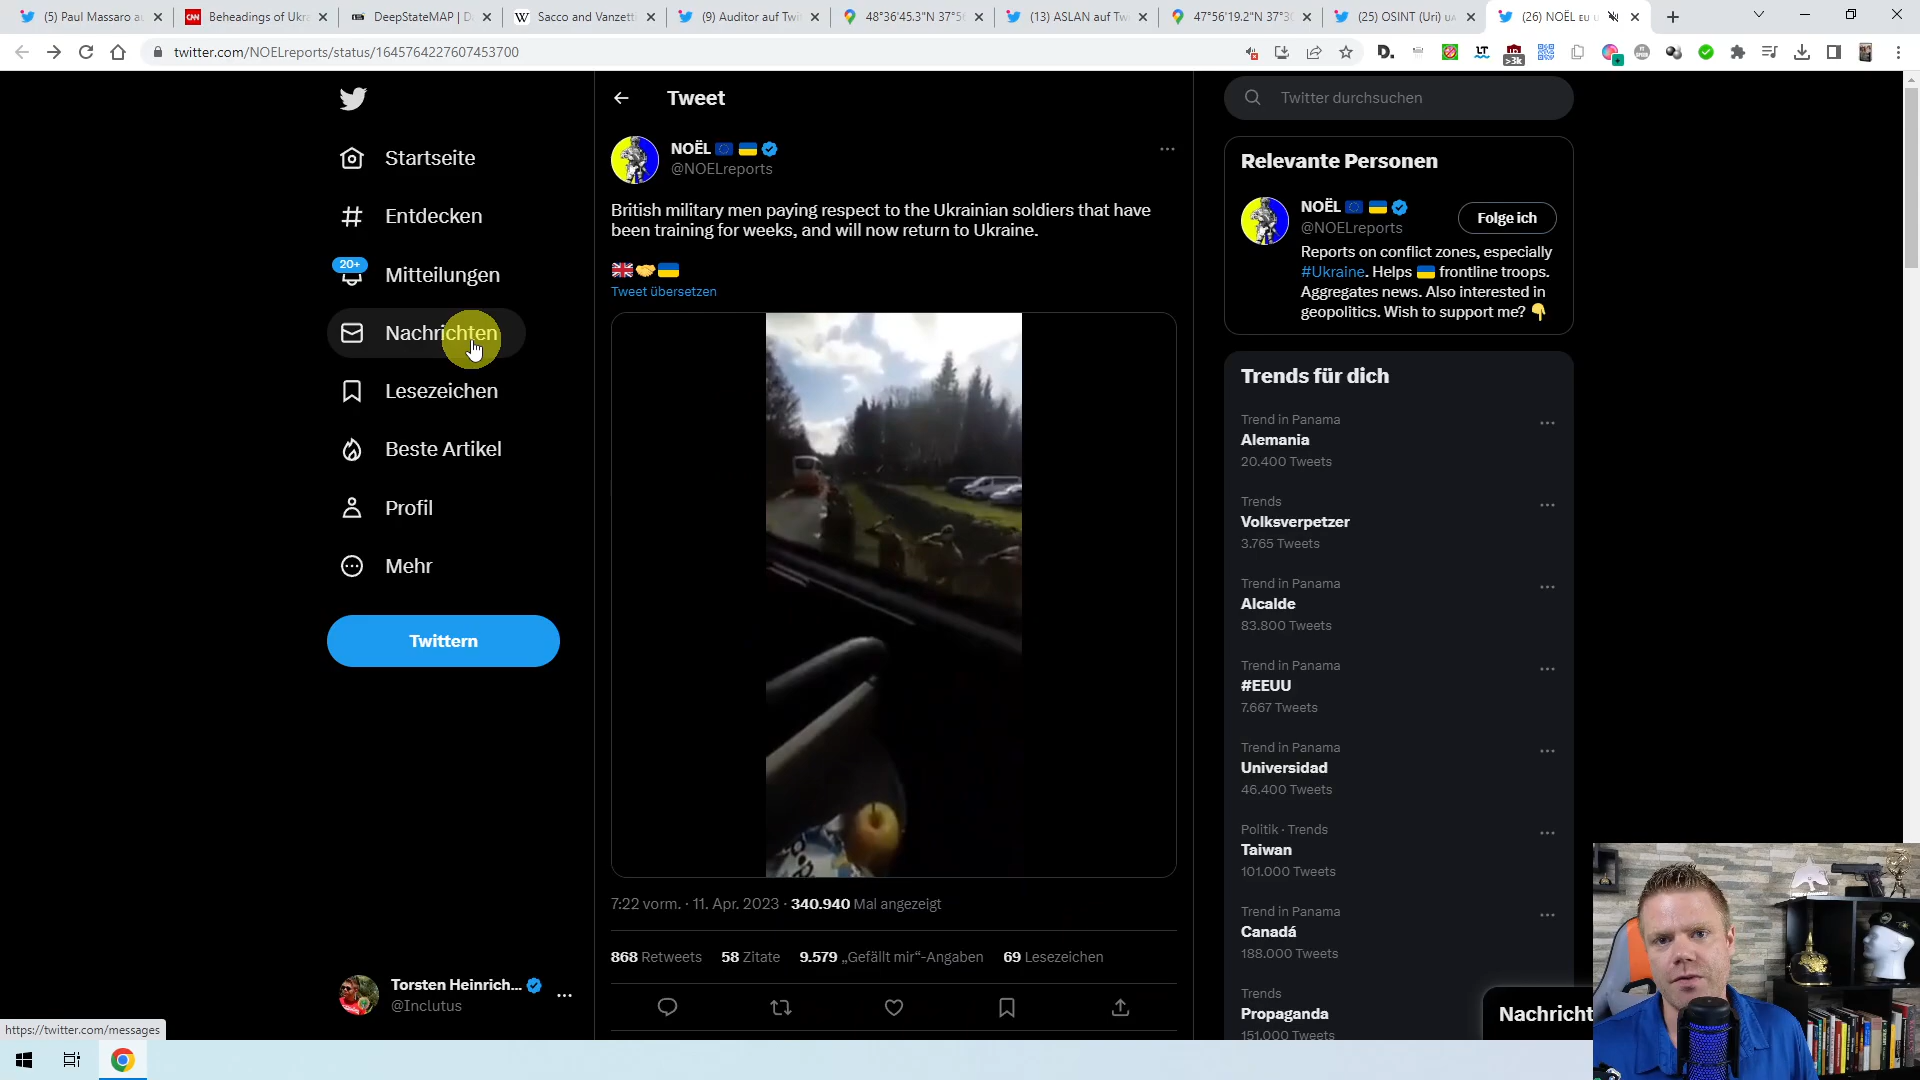 (5) Paul Massaro au
Beheadings of Ukra
DeepStateMAP | D
Sacco and Vanzett
(9) Auditor auf Twi
48°36'45.3"N 37°5
(13) ASLAN auf Tw
47°56'19.2"N 37°3
(25) OSINT (Uri)
(26) NOËL
twitter.com/NOELreports/status/1645764227607453700
>3k
Startseite
Entdecken
20+
Mitteilungen
Nachrichten
Lesezeichen
Beste Artikel
Profil
Mehr
Twittern
Torsten Heinrich...
@Inclutus
https://twitter.com/messages
Tweet
NOËL
@NOELreports
British military men paying respect to the Ukrainian soldiers that have
been training for weeks, and will now return to Ukraine.
Tweet übersetzen
7:22 vorm. · 11. Apr. 2023 · 340.940 Mal angezeigt
868 Retweets 58 Zitate 9.579 „Gefällt mir“-Angaben 69 Lesezeichen
Twitter durchsuchen
Relevante Personen
NOËL
@NOELreports
Folge ich
Reports on conflict zones, especially
#Ukraine. Helps frontline troops.
Aggregates news. Also interested in
geopolitics. Wish to support me?
Trends für dich
Trend in Panama
Alemania
20.400 Tweets
Trends
Volksverpetzer
3.765 Tweets
Trend in Panama
Alcalde
83.800 Tweets
Trend in Panama
#EEUU
7.667 Tweets
Trend in Panama
Universidad
46.400 Tweets
Politik · Trends
Taiwan
101.000 Tweets
Trend in Panama
Canadá
188.000 Tweets
Trends
Propaganda
151.000 Tweets
Nachricht